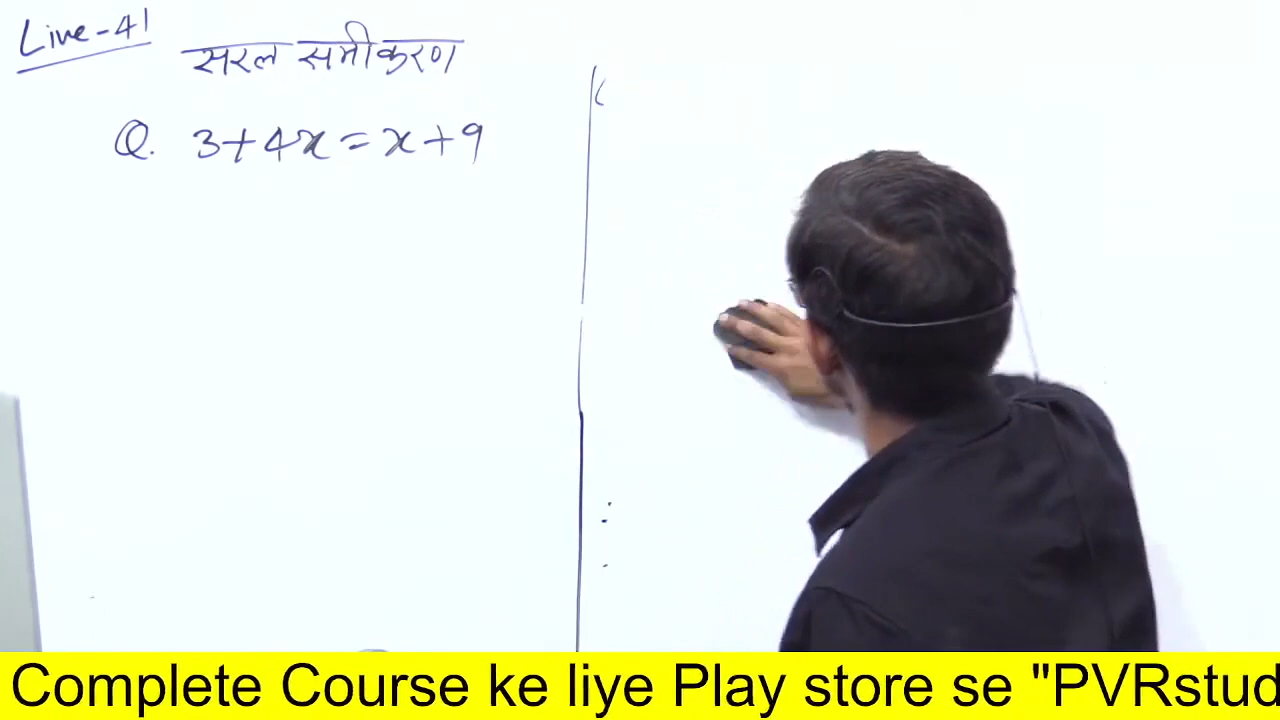 Live-41
सरल समीकरण
Q. 3+4x=x+9
Complete Course ke liye Play store se "PVRstud